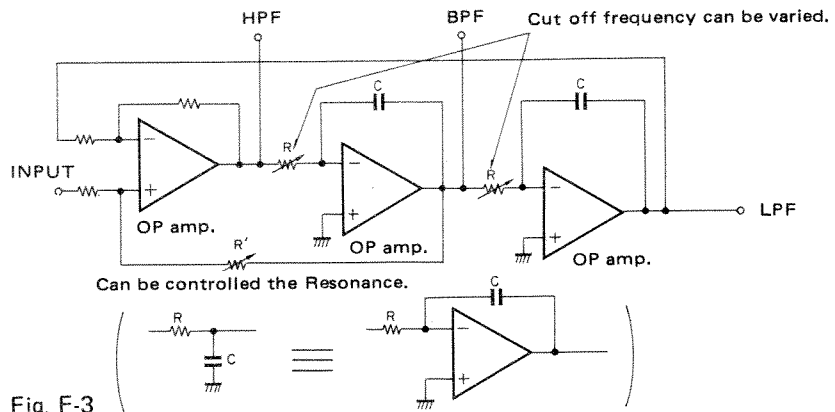 HPF
BPF
Cut off frequency can be varied.
C
C
R
R
INPUT
−
+
−
+
−
+
OP amp.
OP amp.
OP amp.
LPF
R'
Can be controlled the Resonance.
R
C
R
C
−
+
Fig. F-3